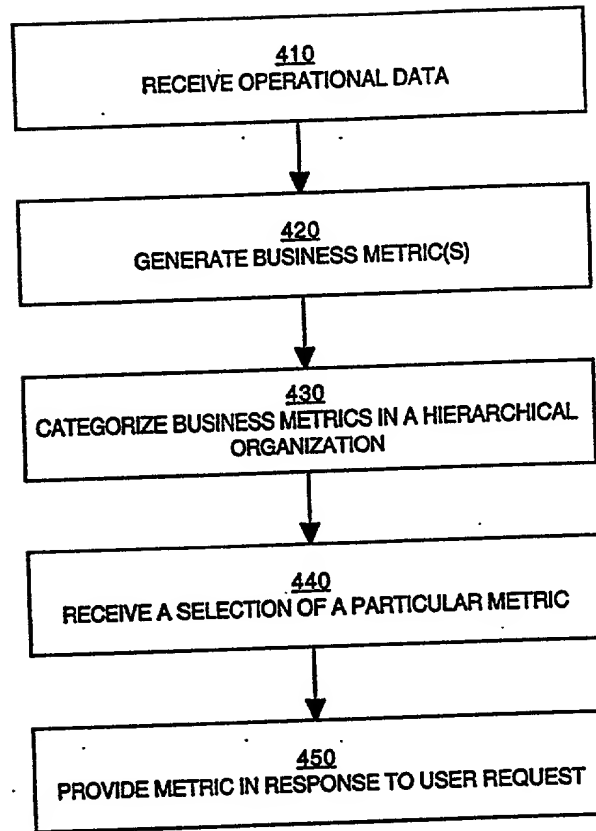 410
RECEIVE OPERATIONAL DATA
420
GENERATE BUSINESS METRIC(S)
430
CATEGORIZE BUSINESS METRICS IN A HIERARCHICAL
ORGANIZATION
440
RECEIVE A SELECTION OF A PARTICULAR METRIC
450
PROVIDE METRIC IN RESPONSE TO USER REQUEST